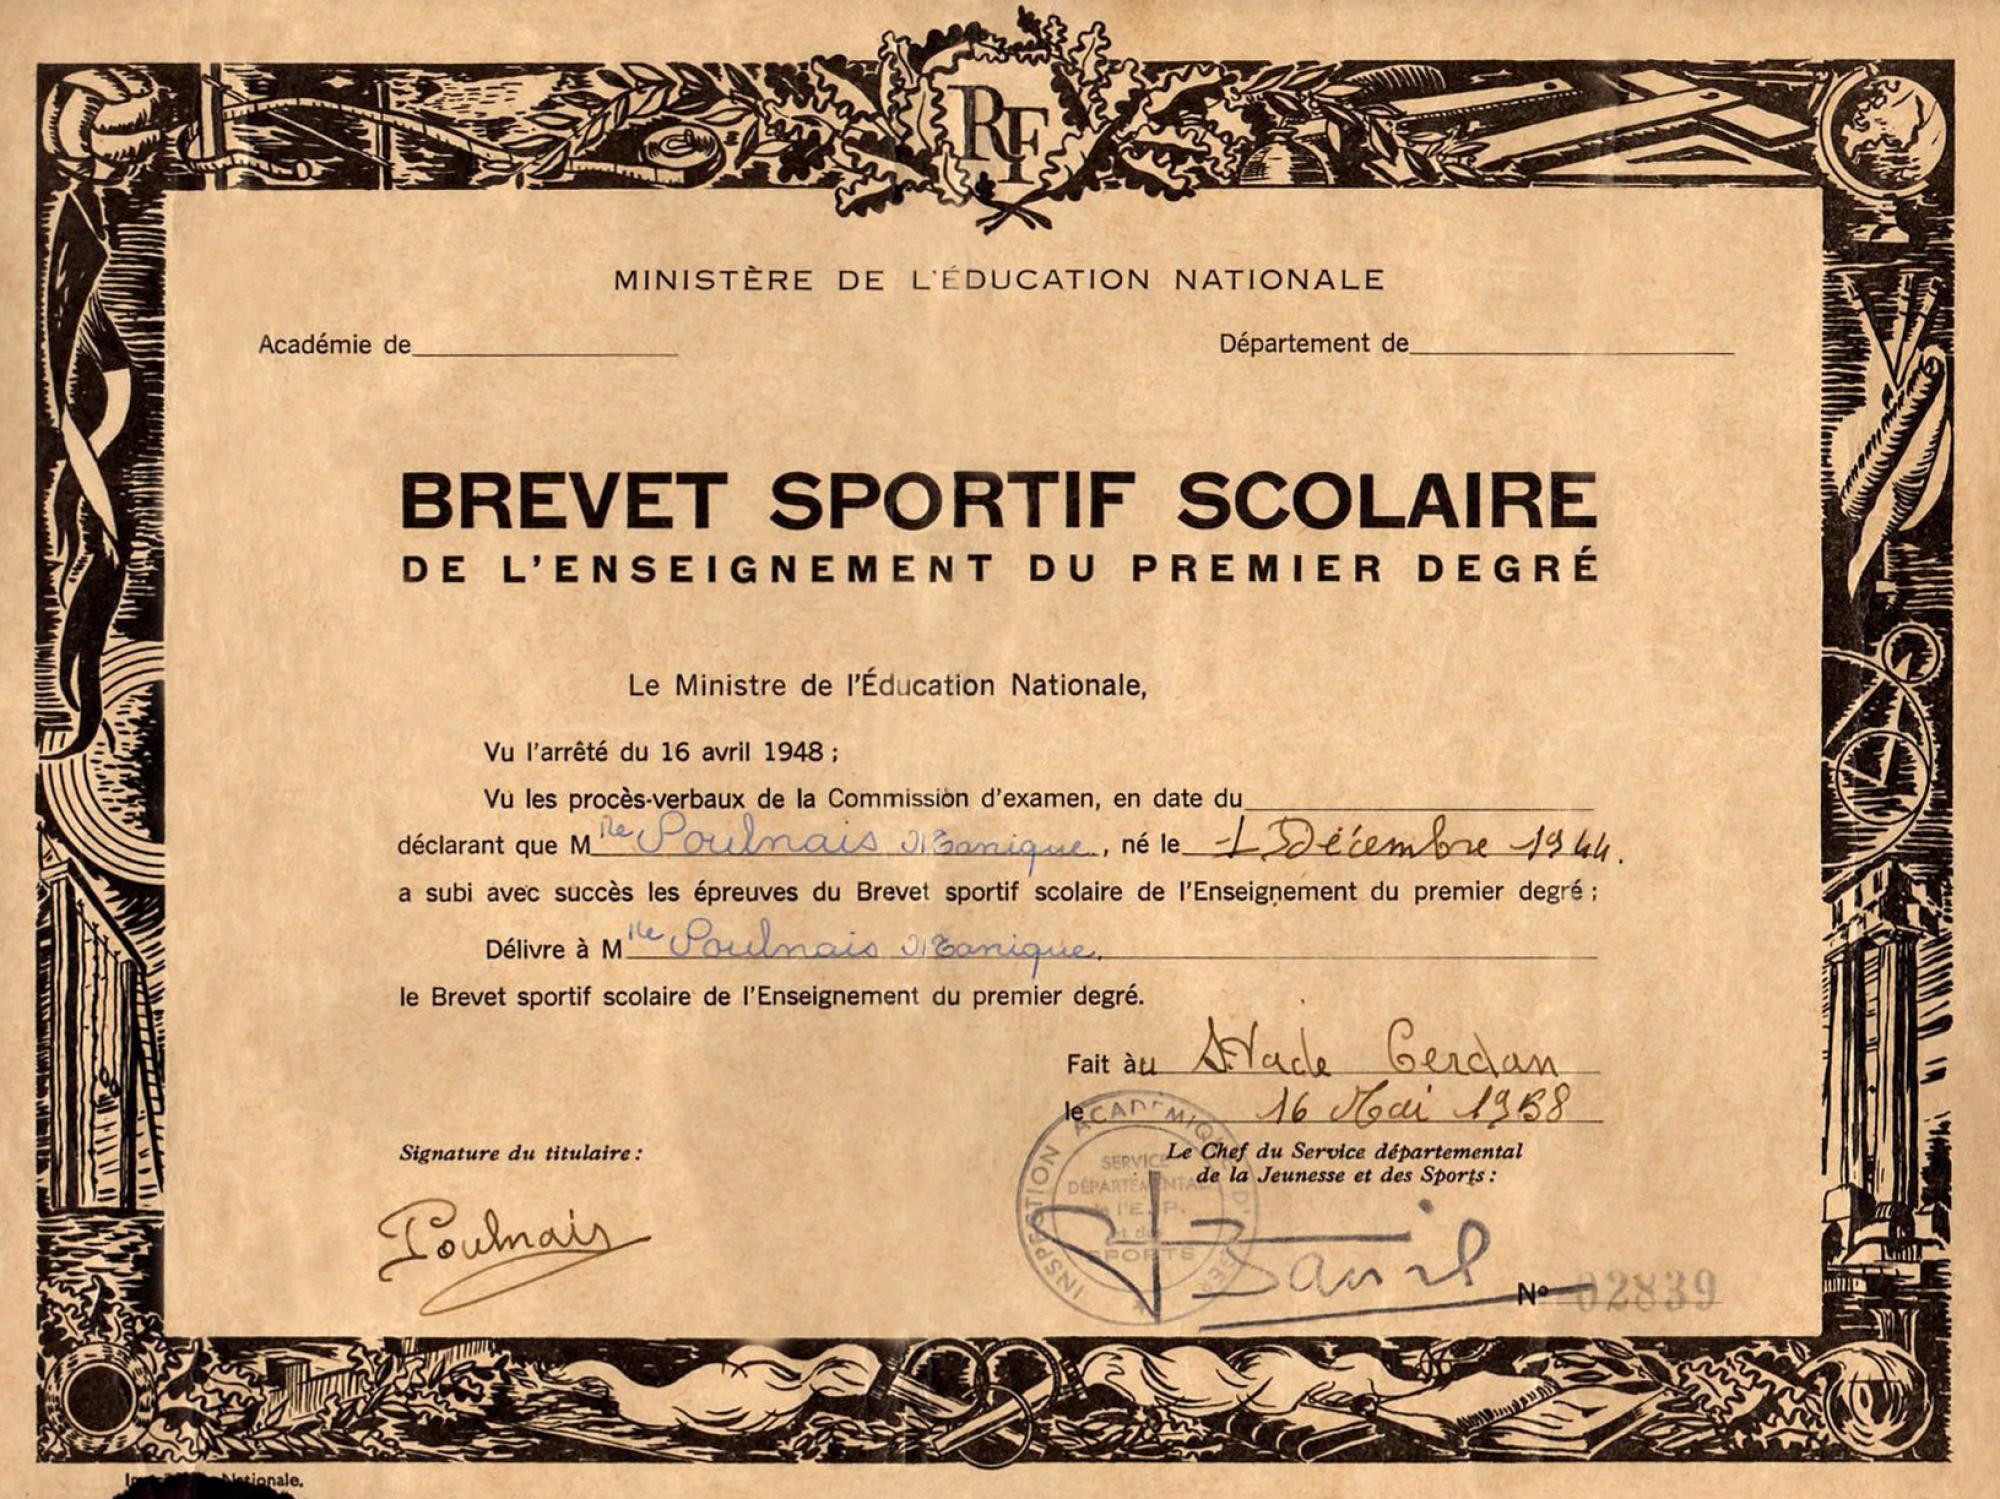 RF
MINISTÈRE DE L'ÉDUCATION NATIONALE
Académie de Département de
BREVET SPORTIF SCOLAIRE
DE L'ENSEIGNEMENT DU PREMIER DEGRÉ
Le Ministre de l'Éducation Nationale,
Vu l'arrêté du 16 avril 1948 ;
Vu les procès-verbaux de la Commission d'examen, en date du
déclarant que Mlle Poulnais Monique, né le 1 Décembre 1944.
a subi avec succès les épreuves du Brevet sportif scolaire de l'Enseignement du premier degré ;
Délivre à Mlle Poulnais Monique.
le Brevet sportif scolaire de l'Enseignement du premier degré.
Fait àu Stade Cerdan
le 16 Mai 1958
Signature du titulaire :
Le Chef du Service départemental
de la Jeunesse et des Sports :
INSPECTION ACADÉMIQUE D'ALGER
SERVICE
DÉPARTEMENTAL
et des
SPORTS
Poulnais
No 02839
Nationale.